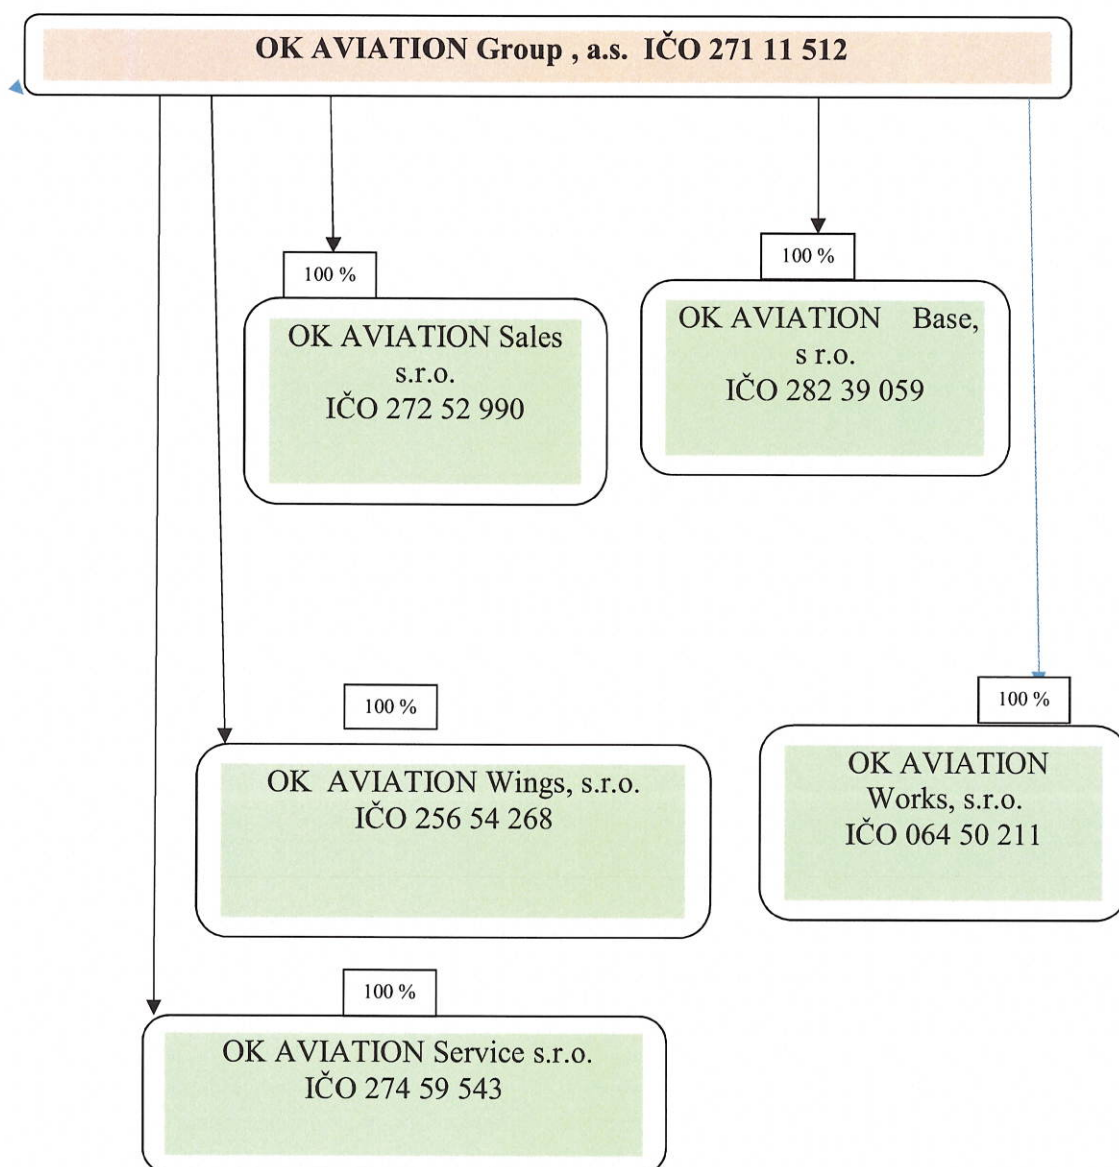 OK AVIATION Group , a.s. IČO 271 11 512
100 %
OK AVIATION Sales
s.r.o.
IČO 272 52 990
100 %
OK AVIATION Base,
s r.o.
IČO 282 39 059
100 %
OK AVIATION Wings, s.r.o.
IČO 256 54 268
100 %
OK AVIATION
Works, s.r.o.
IČO 064 50 211
100 %
OK AVIATION Service s.r.o.
IČO 274 59 543